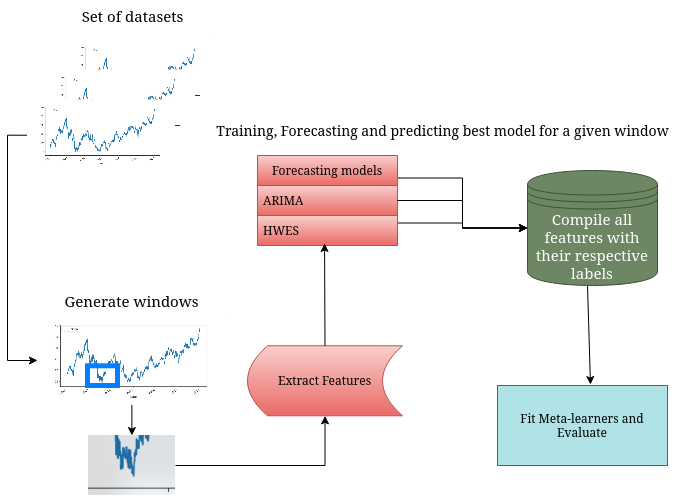 Set of datasets
Training, Forecasting and predicting best model for a given window
Forecasting models
ARIMA
HWES
Compile all
features with
their respective
labels
Generate windows
Extract Features
Fit Meta-learners and
Evaluate